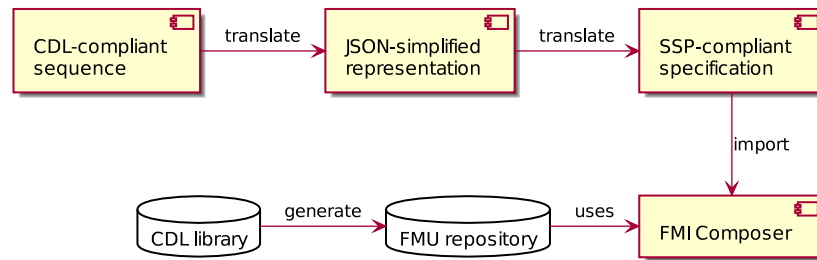 CDL-compliant
sequence
translate
JSON-simplified
representation
translate
SSP-compliant
specification
import
CDL library
generate
FMU repository
uses
FMI Composer